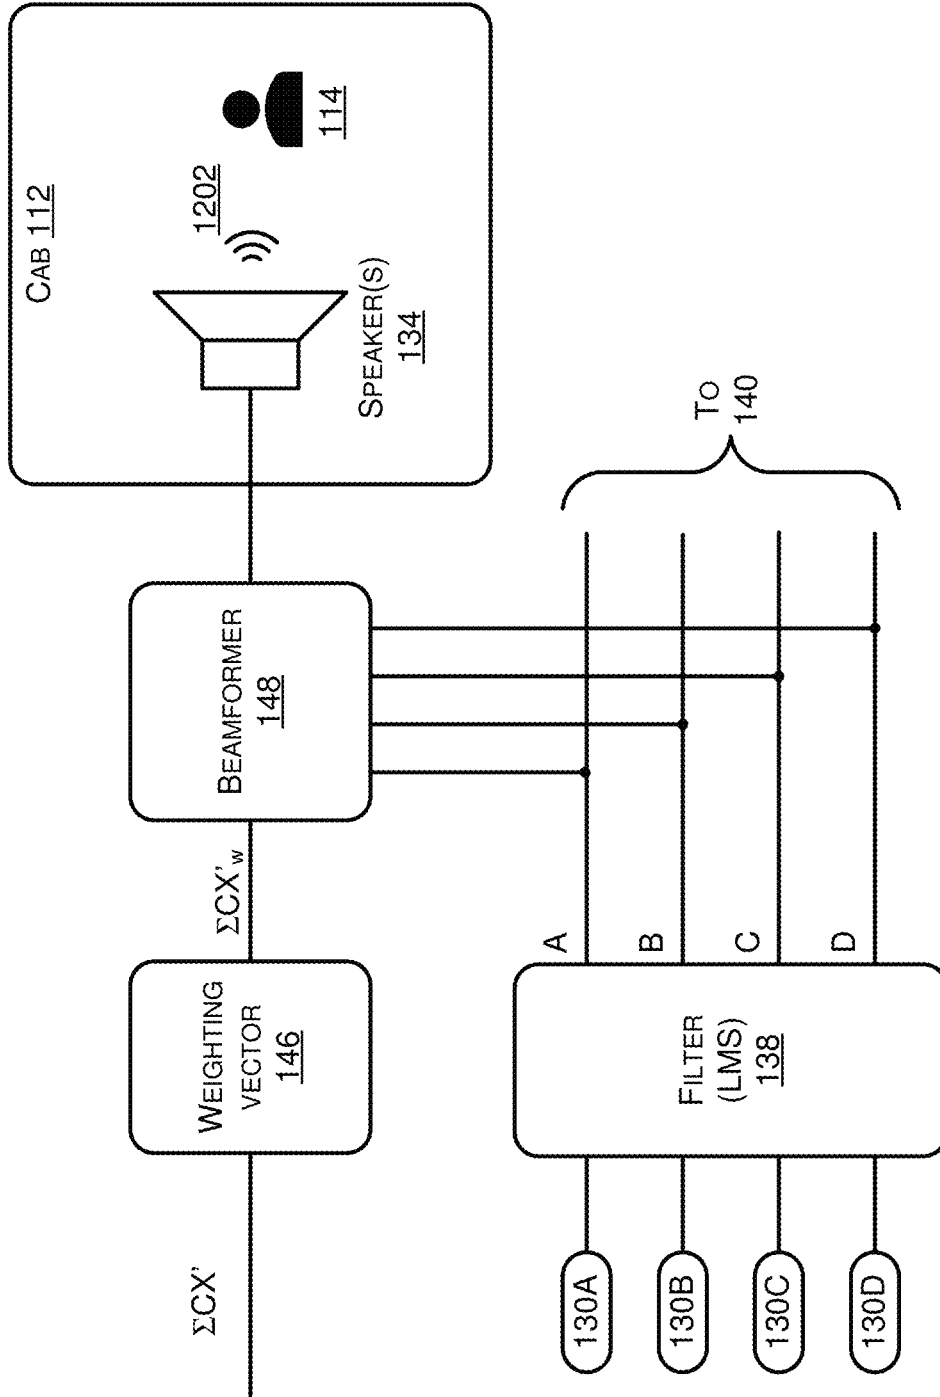 CAB 112
1202
114
SPEAKER(S)
134
ΣCX'
WEIGHTING
VECTOR
146
ΣCX'w
BEAMFORMER
148
130A
130B
130C
130D
FILTER
(LMS)
138
A
B
C
D
TO
140